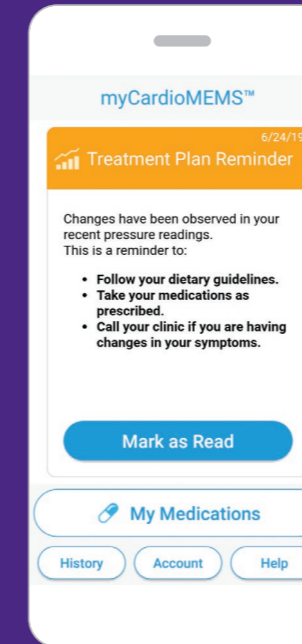 myCardioMEMS™
6/24/19
Treatment Plan Reminder
Changes have been observed in your
recent pressure readings.
This is a reminder to:
• Follow your dietary guidelines.
• Take your medications as
prescribed.
• Call your clinic if you are having
changes in your symptoms.
Mark as Read
My Medications
History
Account
Help